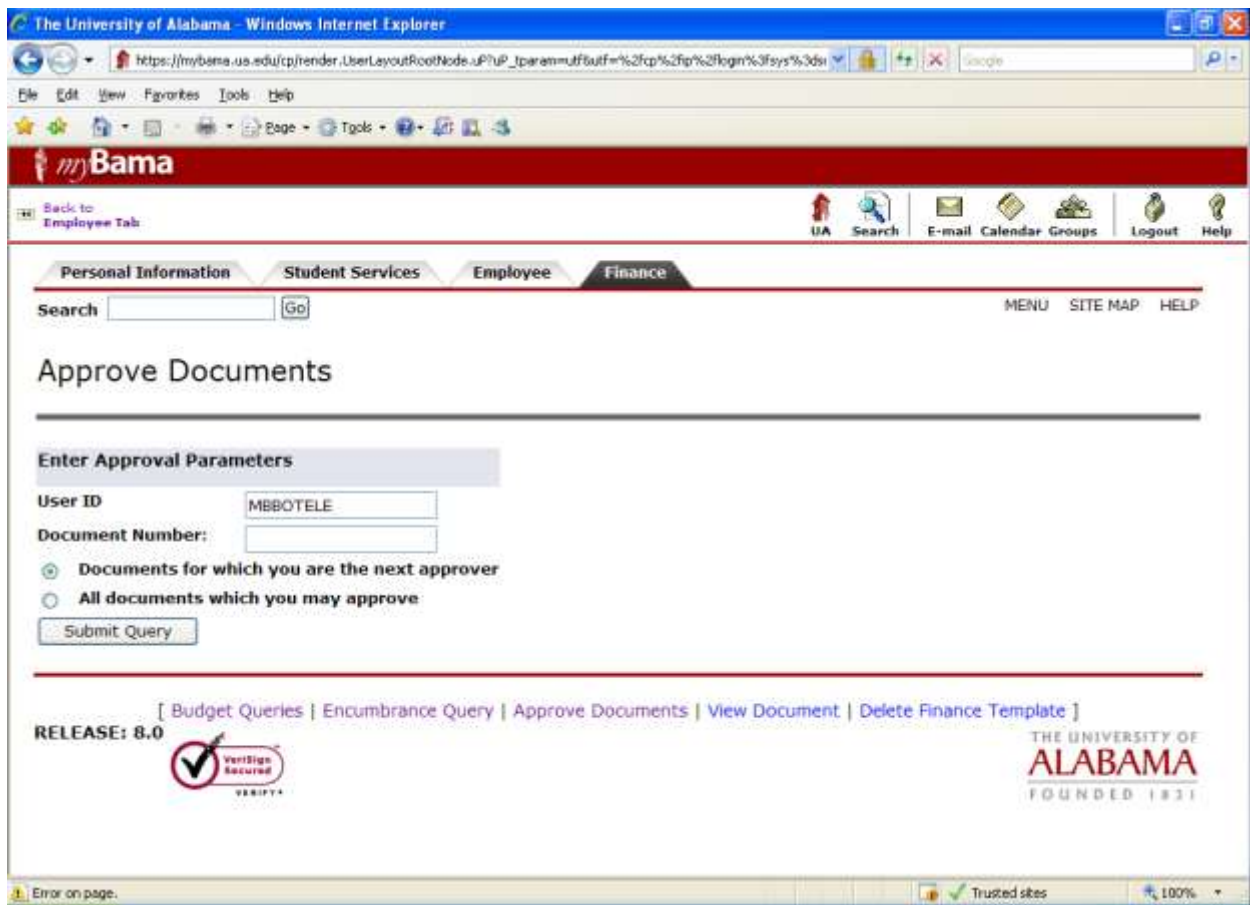 The University of Alabama - Windows Internet Explorer
https://mybama.ua.edu/cp/render.UserLayoutRootNode.uP?uP_tparam=utf&utf=%2fcp%2fip%2flogin%3fsys%3dsi
Google
File Edit View Favorites Tools Help
Page Tools
myBama
Back to
Employee Tab
UA Search E-mail Calendar Groups Logout Help
Personal Information Student Services Employee Finance
Search Go MENU SITE MAP HELP
Approve Documents
Enter Approval Parameters
User ID MBBOTELE
Document Number:
Documents for which you are the next approver
All documents which you may approve
Submit Query
[ Budget Queries | Encumbrance Query | Approve Documents | View Document | Delete Finance Template ]
RELEASE: 8.0
VeriSign
Secured
VERIFY
THE UNIVERSITY OF
ALABAMA
FOUNDED 1831
Error on page. Trusted sites 100%